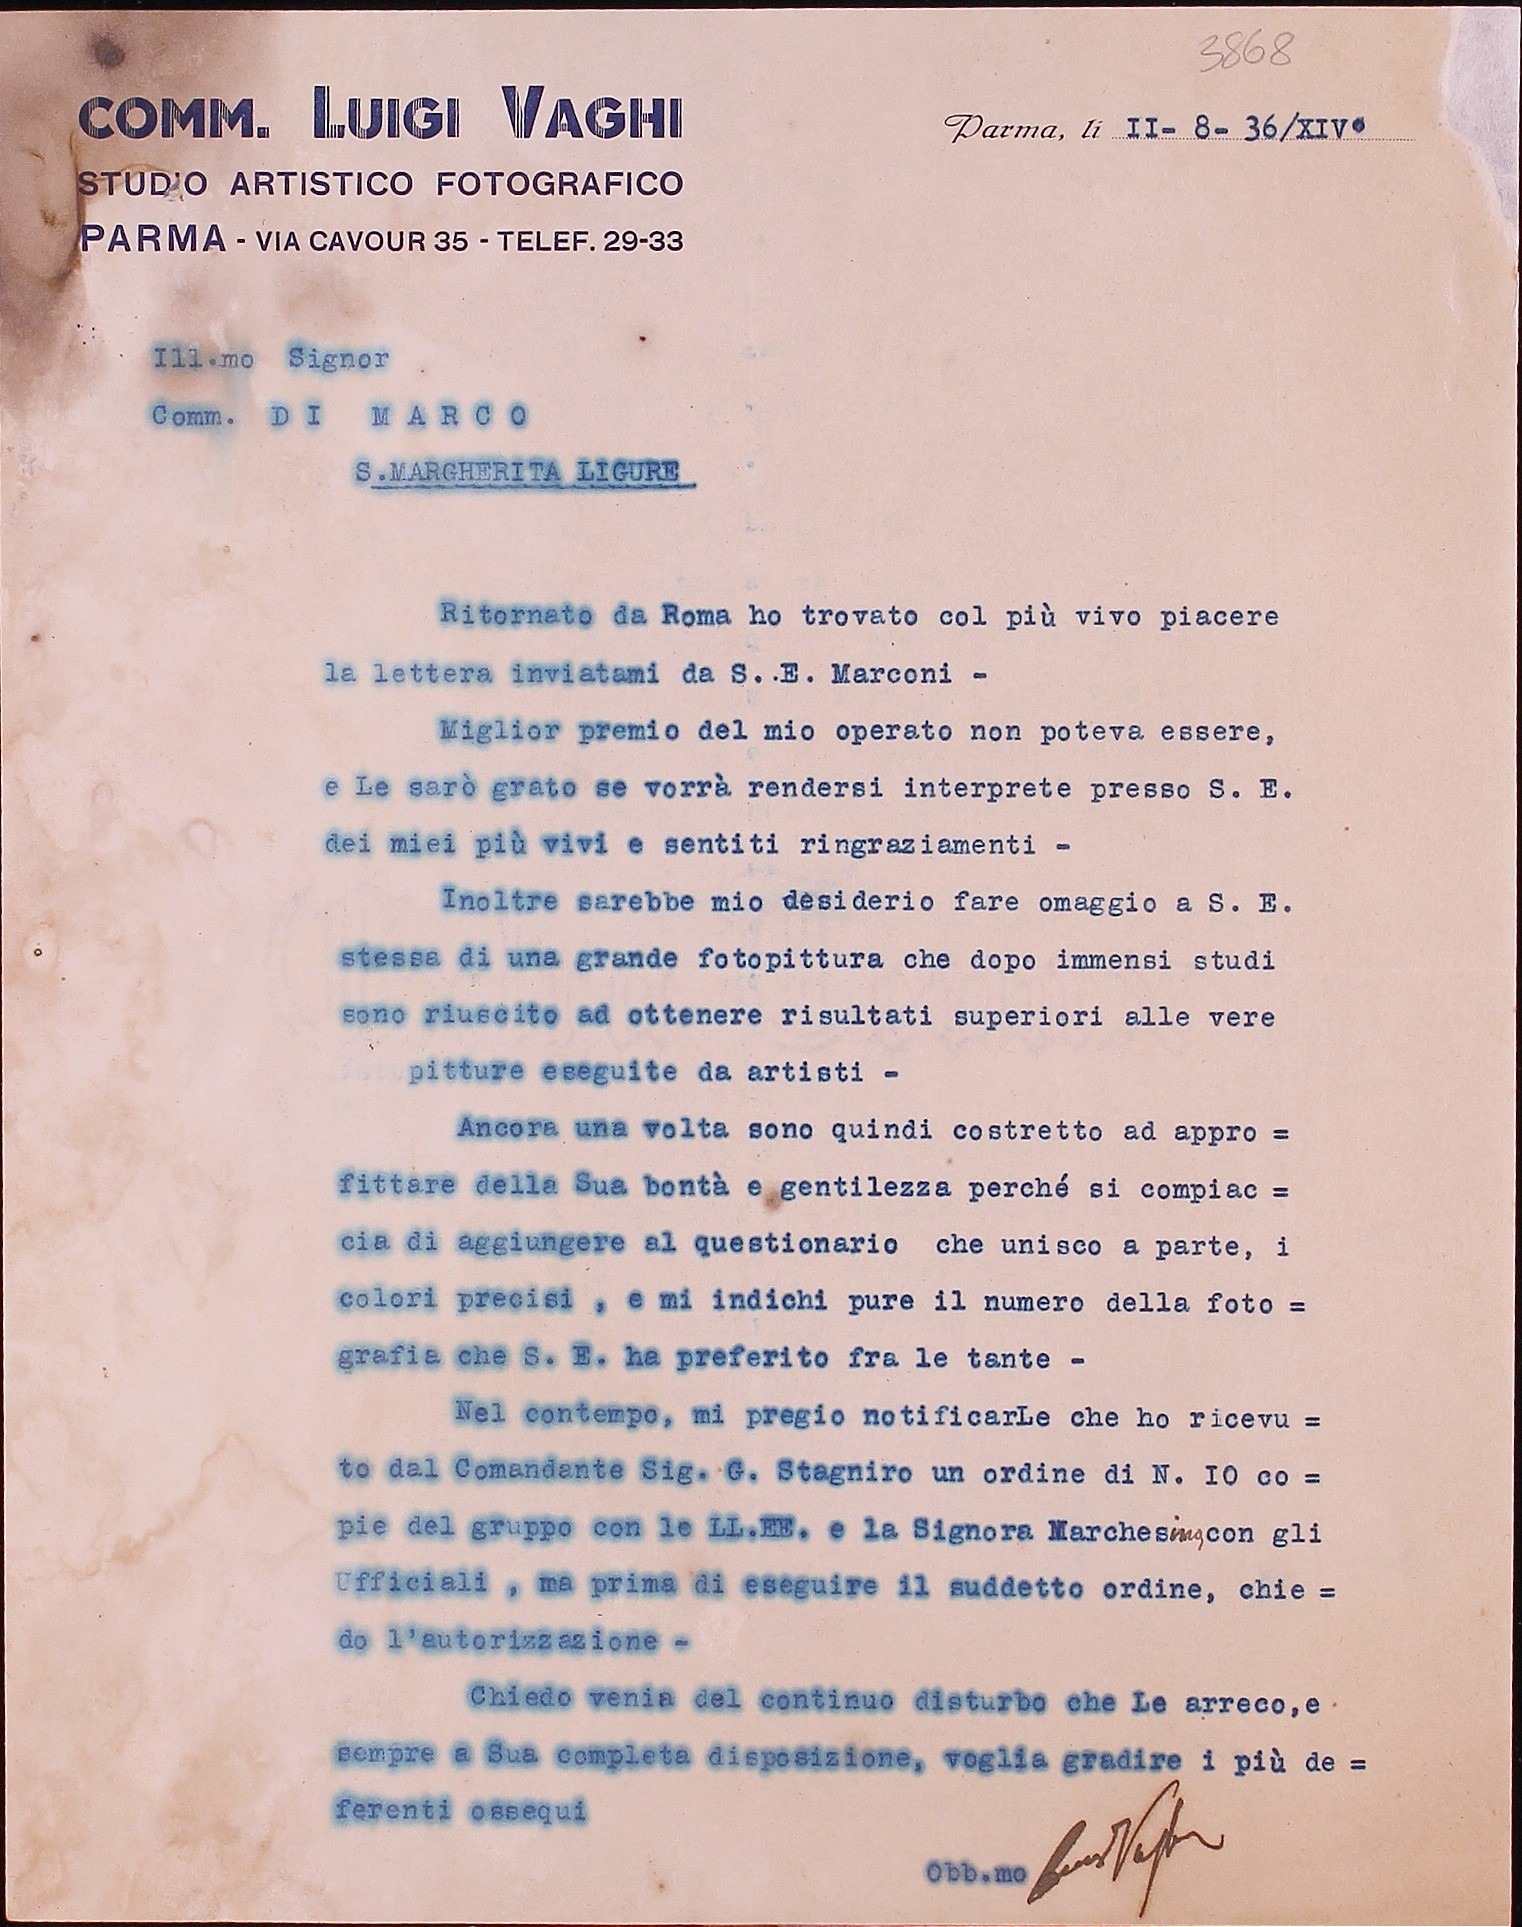 3868
COMM. LUIGI VAGHI
Parma, li II- 8- 36/XIV°
STUDIO ARTISTICO FOTOGRAFICO
PARMA - VIA CAVOUR 35 - TELEF. 29-33
Ill.mo Signor
Comm. D I M A R C O
S.MARGHERITA LIGURE
Ritornato da Roma ho trovato col più vivo piacere
la lettera inviatami da S..E. Marconi -
Miglior premio del mio operato non poteva essere,
e Le sarò grato se vorrà rendersi interprete presso S. E.
dei miei più vivi e sentiti ringraziamenti -
Inoltre sarebbe mio desiderio fare omaggio a S. E.
stessa di una grande fotopittura che dopo immensi studi
sono riuscito ad ottenere risultati superiori alle vere
pitture eseguite da artisti -
Ancora una volta sono quindi costretto ad appro =
fittare della Sua bontà e gentilezza perché si compiac =
cia di aggiungere al questionario che unisco a parte, i
colori precisi , e mi indichi pure il numero della foto =
grafia che S. E. ha preferito fra le tante -
Nel contempo, mi pregio notificarLe che ho ricevu =
to dal Comandante Sig. G. Stagniro un ordine di N. IO co =
pie del gruppo con le LL.EE. e la Signora Marchesina con gli
Ufficiali , ma prima di eseguire il suddetto ordine, chie =
do l'autorizzazione -
Chiedo venia del continuo disturbo che Le arreco,e
sempre a Sua completa disposizione, voglia gradire i più de =
ferenti ossequi
Obb.mo Luigi Vaghi